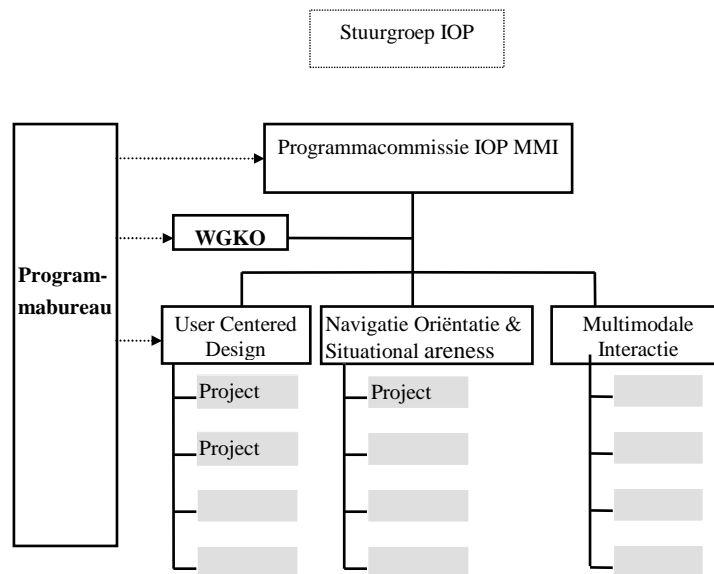 Stuurgroep IOP
Programmacommissie IOP MMI
WGKO
Program-
mabureau
User Centered
Design
Navigatie Oriëntatie &
Situational areness
Multimodale
Interactie
Project
Project
Project